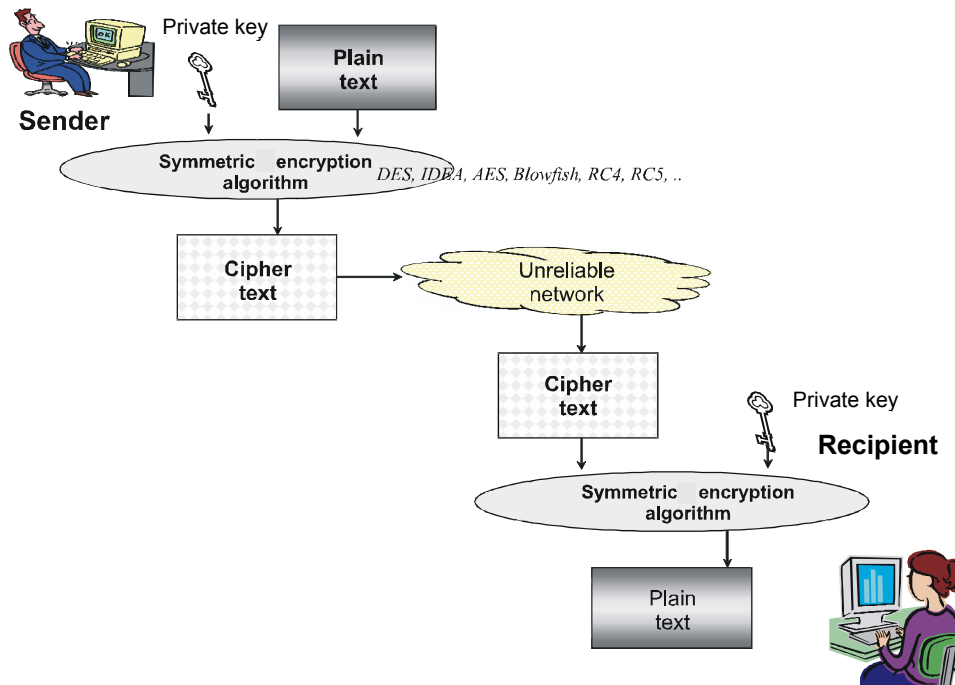 Private key
Plain
text
Sender
Symmetric encryption
algorithm
DES, IDEA, AES, Blowfish, RC4, RC5, ..
Cipher
text
Unreliable
network
Cipher
text
Private key
Recipient
Symmetric encryption
algorithm
Plain
text